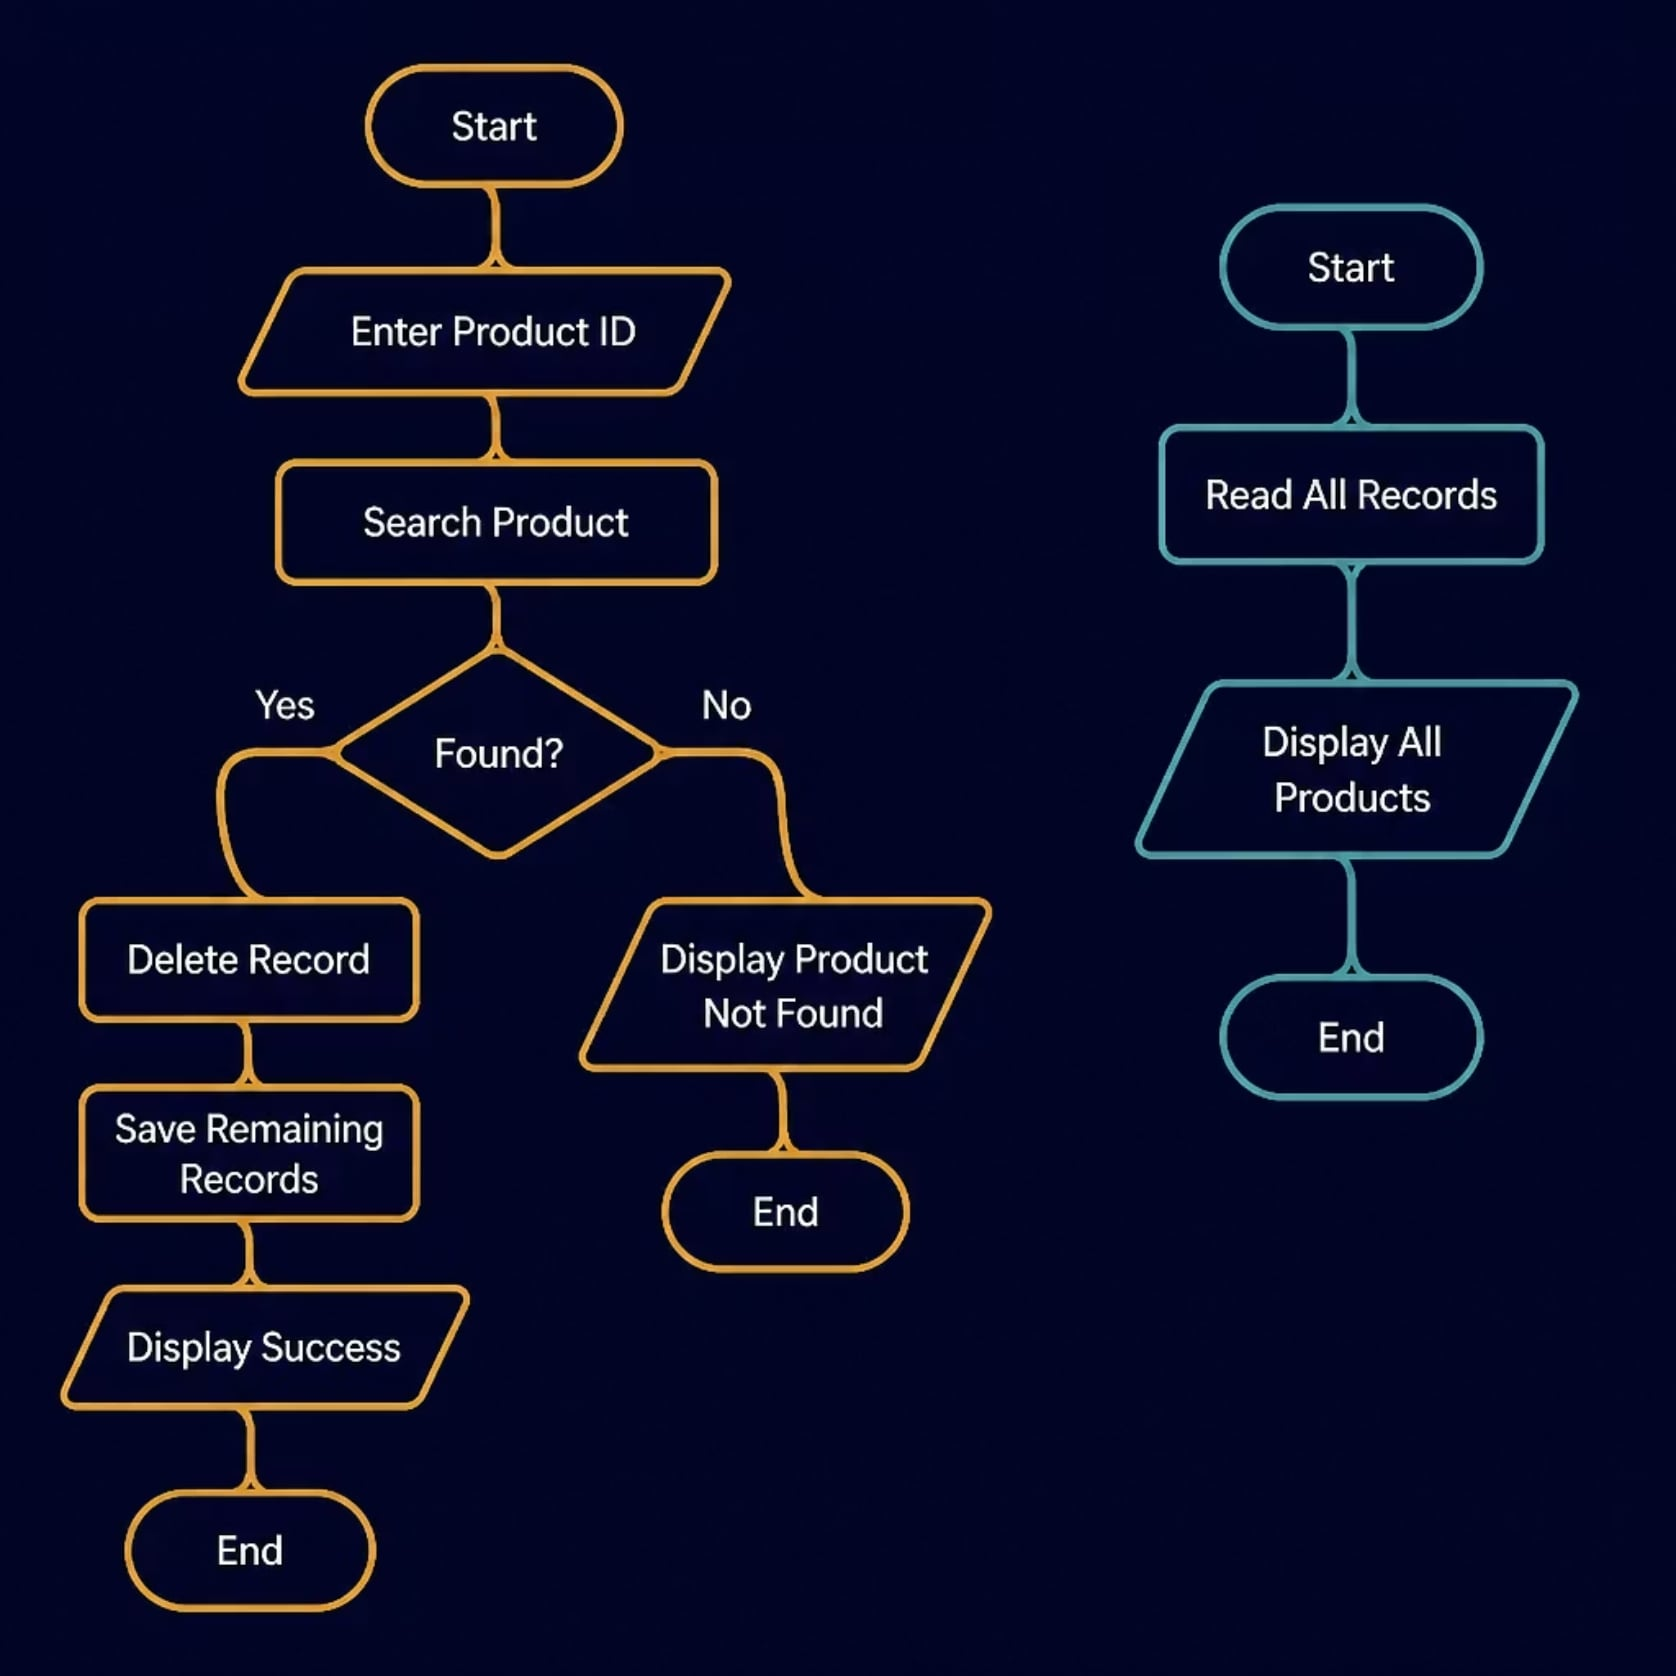 Start
Enter Product ID
Search Product
Found?
Yes
No
Delete Record
Save Remaining
Records
Display Success
End
Display Product
Not Found
End
Start
Read All Records
Display All
Products
End